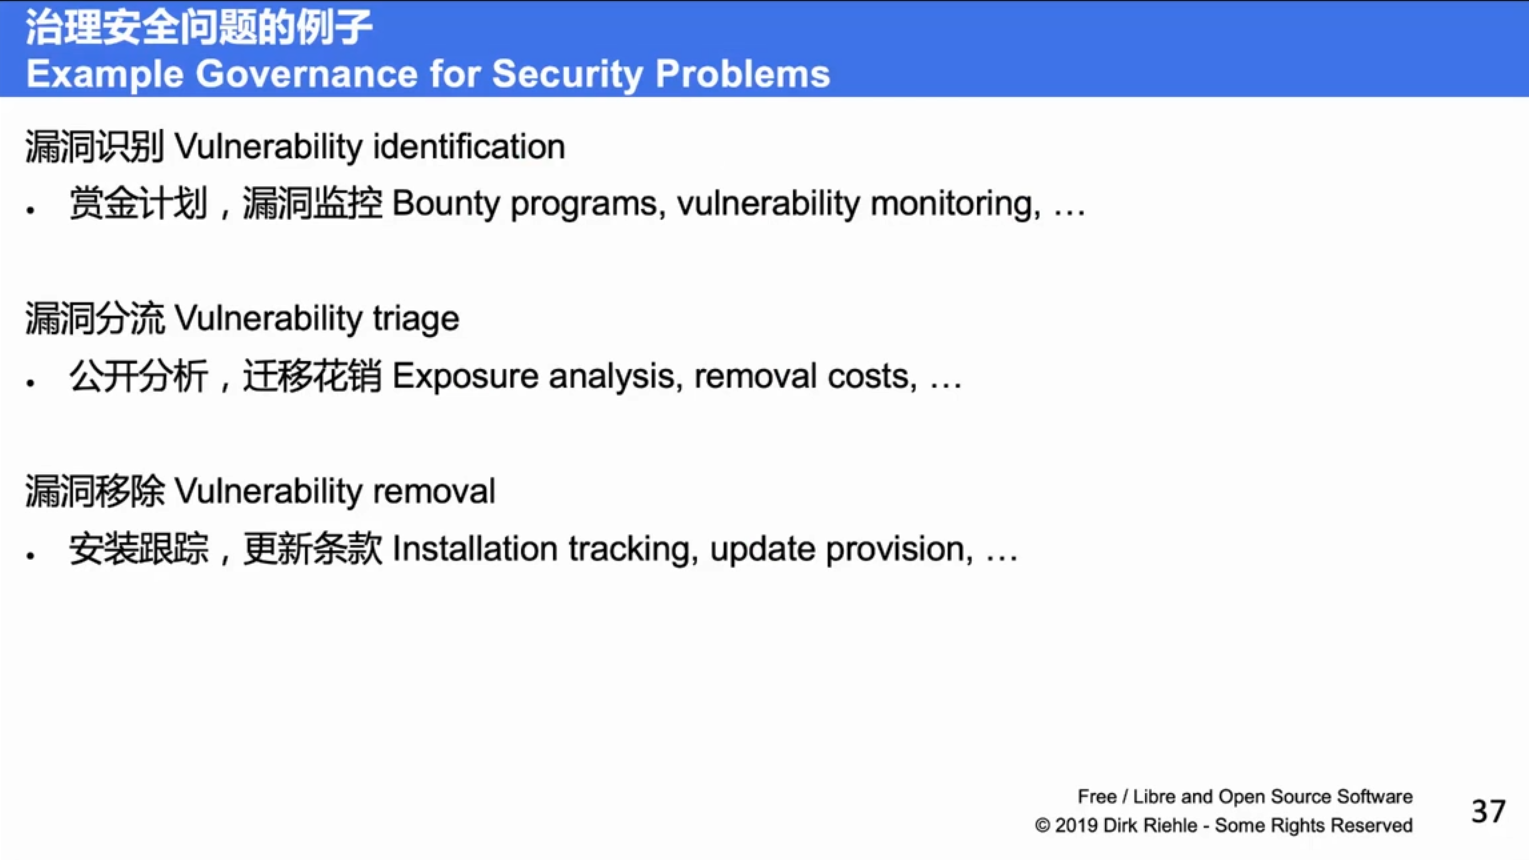 治理安全问题的例子
Example Governance for Security Problems
漏洞识别 Vulnerability identification
• 赏金计划，漏洞监控 Bounty programs, vulnerability monitoring, …
漏洞分流 Vulnerability triage
• 公开分析，迁移花销 Exposure analysis, removal costs, …
漏洞移除 Vulnerability removal
• 安装跟踪，更新条款 Installation tracking, update provision, …
Free / Libre and Open Source Software
© 2019 Dirk Riehle - Some Rights Reserved
37